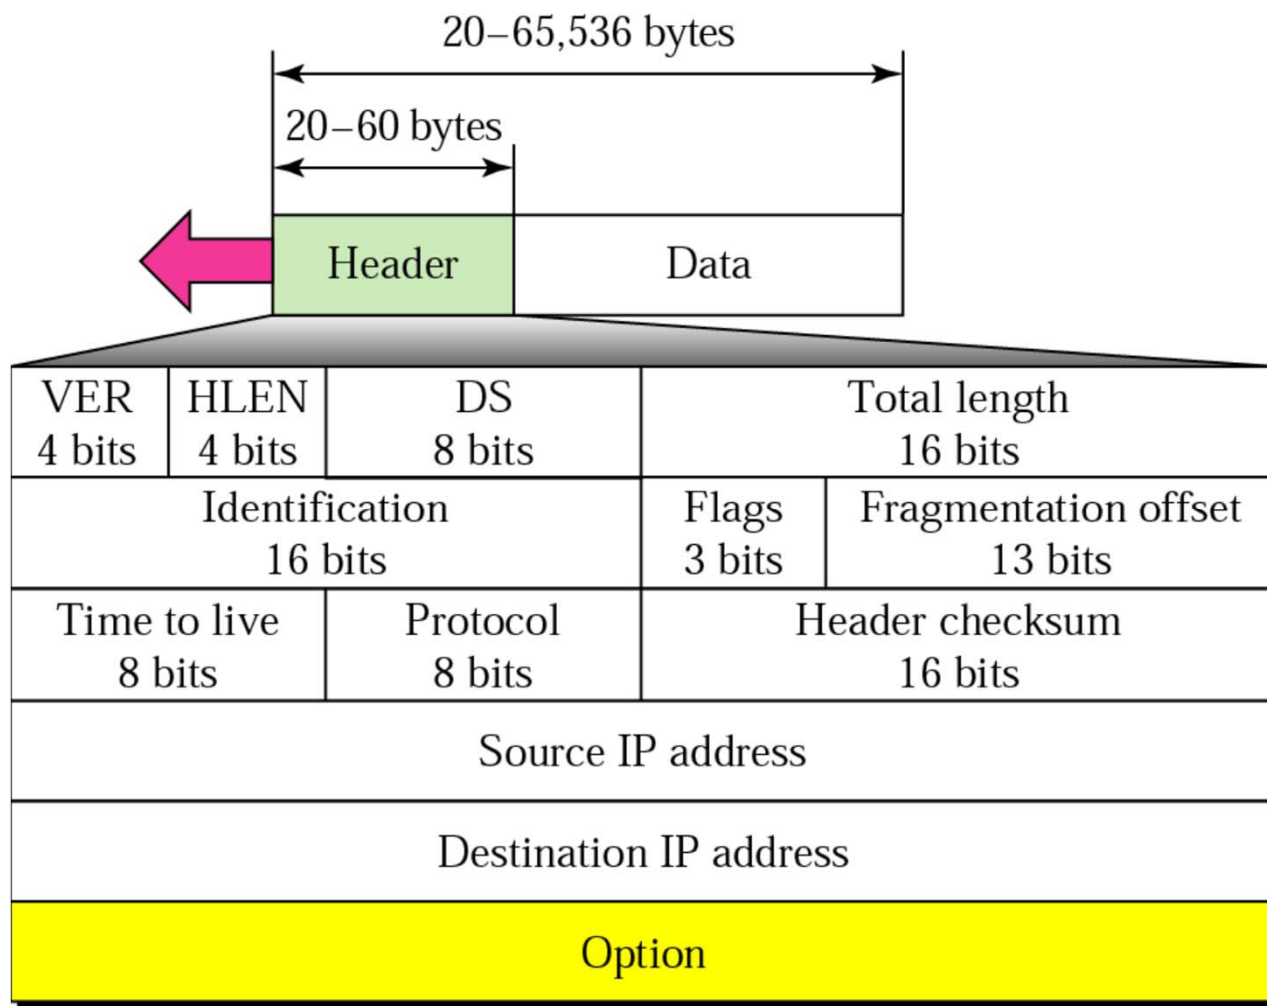 20–65,536 bytes
20–60 bytes
Header
Data
VER
4 bits
HLEN
4 bits
DS
8 bits
Total length
16 bits
Identification
16 bits
Flags
3 bits
Fragmentation offset
13 bits
Time to live
8 bits
Protocol
8 bits
Header checksum
16 bits
Source IP address
Destination IP address
Option